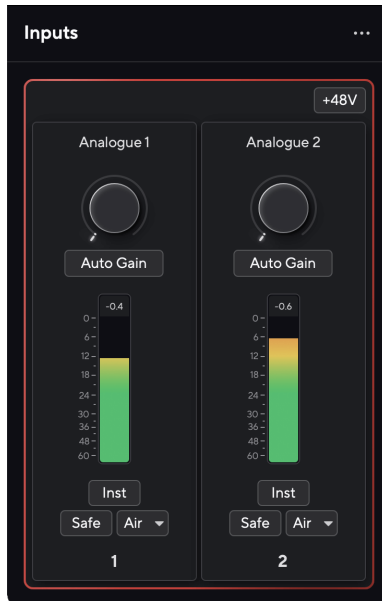 Inputs
...
+48V
Analogue 1
Analogue 2
Auto Gain
Auto Gain
-0.4
-0.6
0
6
12
18
24
30
36
48
60
0
6
12
18
24
30
36
48
60
Inst
Inst
Safe Air
Safe Air
1
2